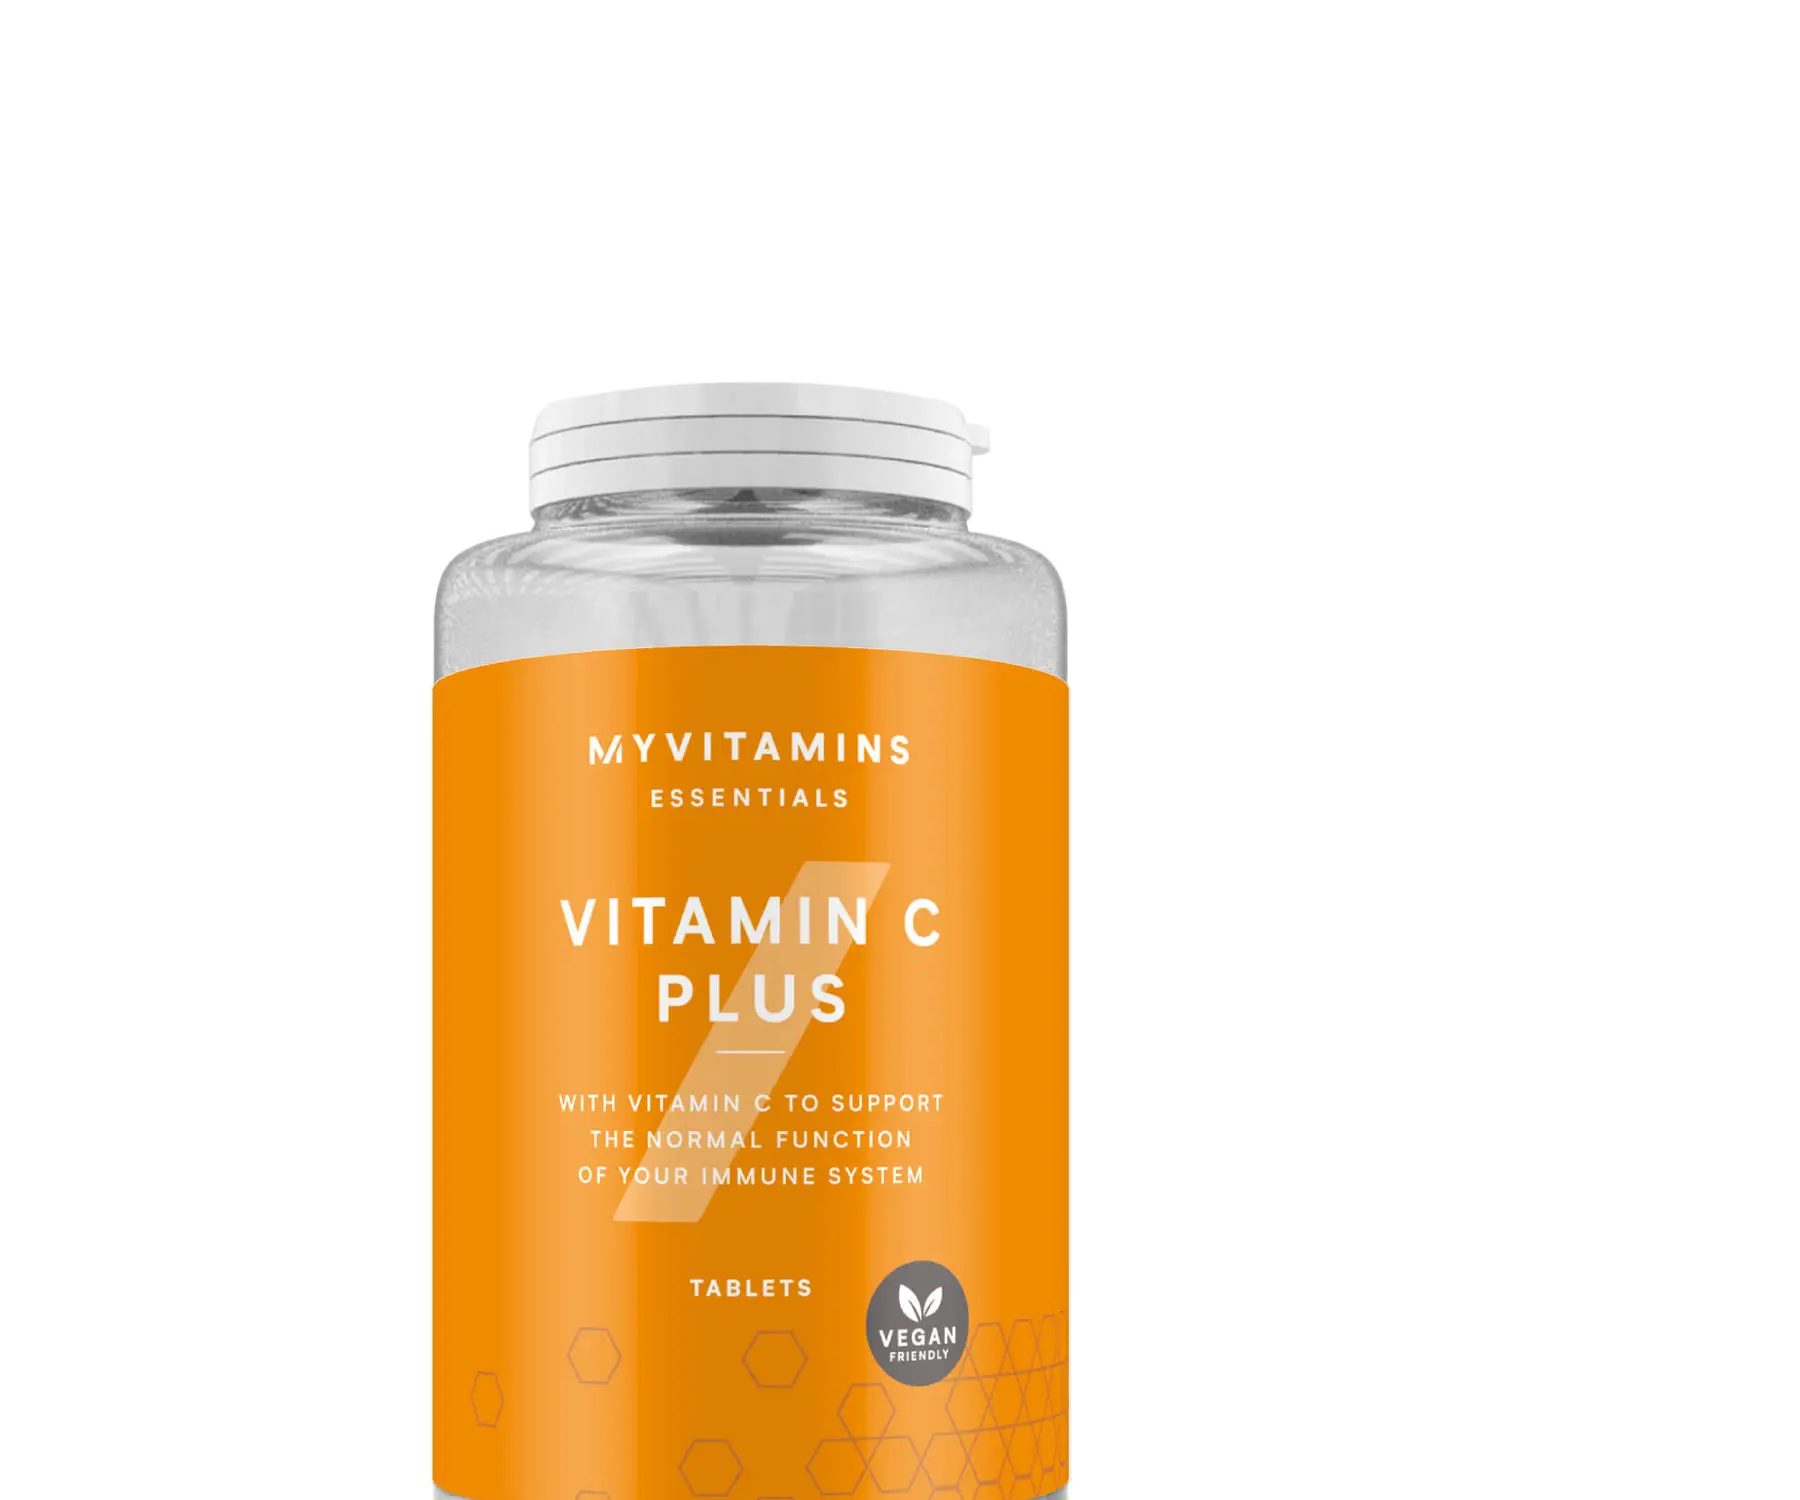 MYVITAMINS
ESSENTIALS
VITAMIN C
PLUS
WITH VITAMIN C TO SUPPORT
THE NORMAL FUNCTION
OF YOUR IMMUNE SYSTEM
TABLETS
VEGAN
FRIENDLY